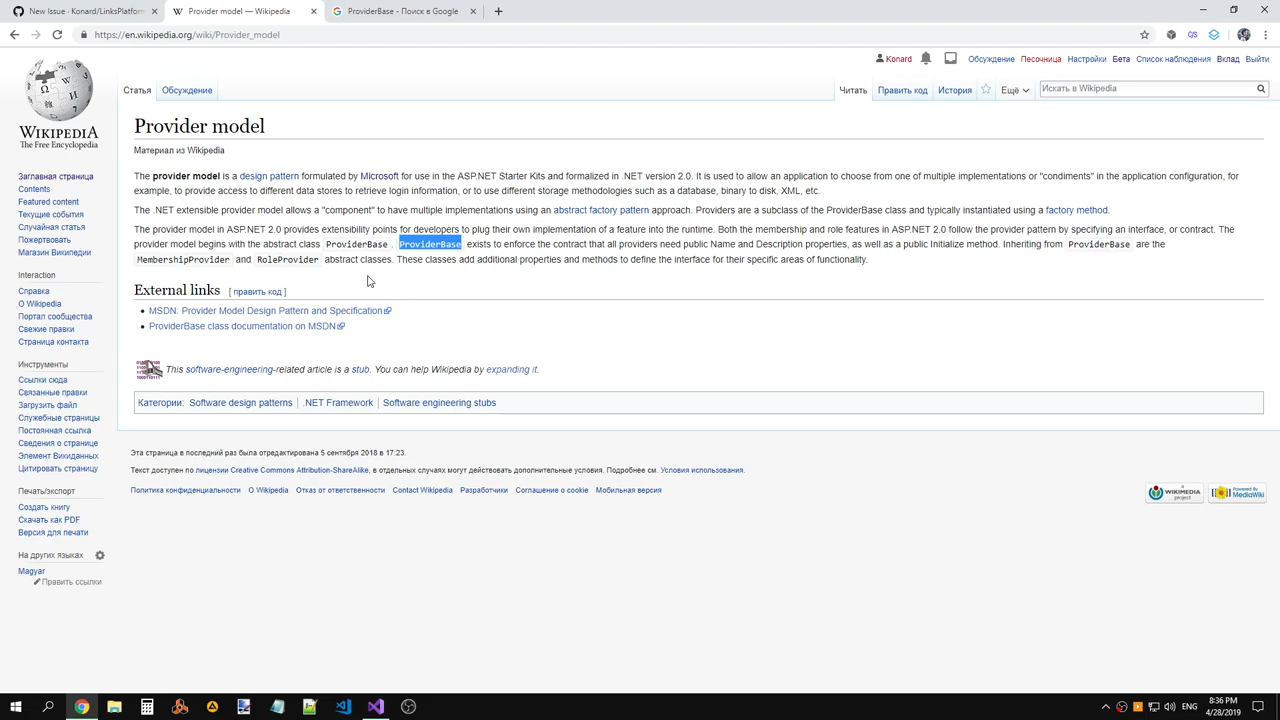 New Issue · Konard/LinksPlatform
Provider model — Wikipedia
ProviderBase - Поиск в Google
https://en.wikipedia.org/wiki/Provider_model
Konard
Обсуждение
Песочница
Настройки
Бета
Список наблюдения
Вклад
Выйти
WIKIPEDIA
The Free Encyclopedia
Статья
Обсуждение
Читать
Править код
История
Ещё
Искать в Wikipedia
Заглавная страница
Contents
Featured content
Текущие события
Случайная статья
Пожертвовать
Магазин Википедии
Interaction
Справка
О Wikipedia
Портал сообщества
Свежие правки
Страница контакта
Инструменты
Ссылки сюда
Связанные правки
Загрузить файл
Служебные страницы
Постоянная ссылка
Сведения о странице
Элемент Викиданных
Цитировать страницу
Печать/экспорт
Создать книгу
Скачать как PDF
Версия для печати
На других языках
Magyar
Править ссылки
Provider model
Материал из Wikipedia
The provider model is a design pattern formulated by Microsoft for use in the ASP.NET Starter Kits and formalized in .NET version 2.0. It is used to allow an application to choose from one of multiple implementations or "condiments" in the application configuration, for
example, to provide access to different data stores to retrieve login information, or to use different storage methodologies such as a database, binary to disk, XML, etc.
The .NET extensible provider model allows a "component" to have multiple implementations using an abstract factory pattern approach. Providers are a subclass of the ProviderBase class and typically instantiated using a factory method.
The provider model in ASP.NET 2.0 provides extensibility points for developers to plug their own implementation of a feature into the runtime. Both the membership and role features in ASP.NET 2.0 follow the provider pattern by specifying an interface, or contract. The
provider model begins with the abstract class ProviderBase . ProviderBase exists to enforce the contract that all providers need public Name and Description properties, as well as a public Initialize method. Inheriting from ProviderBase are the
MembershipProvider and RoleProvider abstract classes. These classes add additional properties and methods to define the interface for their specific areas of functionality.
External links [ править код ]
MSDN: Provider Model Design Pattern and Specification
ProviderBase class documentation on MSDN
This software-engineering-related article is a stub. You can help Wikipedia by expanding it.
Категории: Software design patterns | .NET Framework | Software engineering stubs
Эта страница в последний раз была отредактирована 5 сентября 2018 в 17:23.
Текст доступен по лицензии Creative Commons Attribution-ShareAlike, в отдельных случаях могут действовать дополнительные условия. Подробнее см. Условия использования.
Политика конфиденциальности
О Wikipedia
Отказ от ответственности
Contact Wikipedia
Разработчики
Соглашение о cookie
Мобильная версия
WIKIMEDIA
project
Powered By
MediaWiki
ENG
8:36 PM
4/28/2019